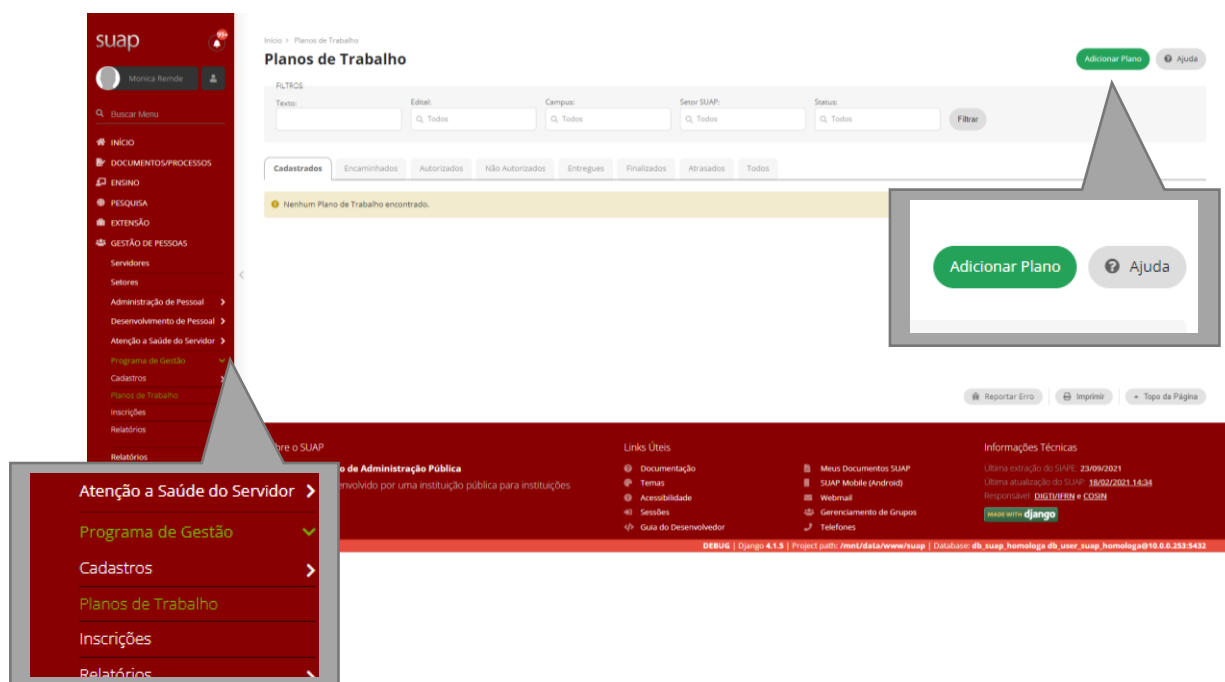 suap
99+
Monica Remde
Buscar Menu
INÍCIO
DOCUMENTOS/PROCESSOS
ENSINO
PESQUISA
EXTENSÃO
GESTÃO DE PESSOAS
Servidores
Setores
Administração de Pessoal
Desenvolvimento de Pessoal
Atenção a Saúde do Servidor
Programa de Gestão
Cadastros
Planos de Trabalho
Inscrições
Relatórios
Relatórios
Início > Planos de Trabalho
Planos de Trabalho
Adicionar Plano Ajuda
FILTROS:
Texto: Edital: Campus: Setor SUAP: Status:
Todos Todos Todos Todos Filtrar
Cadastrados Encaminhados Autorizados Não Autorizados Entregues Finalizados Atrasados Todos
Nenhum Plano de Trabalho encontrado.
Adicionar Plano Ajuda
Reportar Erro Imprimir Topo da Página
bre o SUAP
o de Administração Pública
envolvido por uma instituição pública para instituições
Links Úteis
Documentação
Temas
Acessibilidade
Sessões
Guia do Desenvolvedor
Meus Documentos SUAP
SUAP Mobile (Android)
Webmail
Gerenciamento de Grupos
Telefones
Informações Técnicas
Última extração do SIAPE: 23/09/2021
Última atualização do SUAP: 18/02/2021 14:34
Responsável: DIGTI/IFRN e COSIN
MADE WITH django
DEBUG | Django 4.1.5 | Project path: /mnt/data/www/suap | Database: db_suap_homologa db_user_suap_homologa@10.0.0.253:5432
Atenção a Saúde do Servidor
Programa de Gestão
Cadastros
Planos de Trabalho
Inscrições
Relatórios